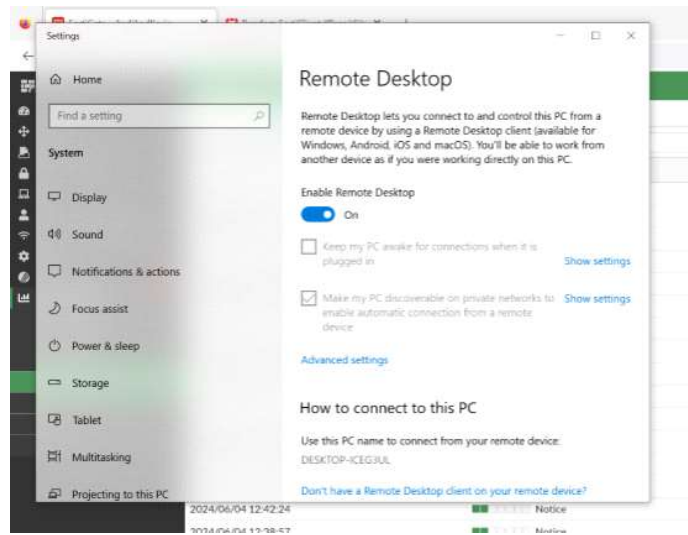 Settings
Home
Find a setting
System
Display
Sound
Notifications & actions
Focus assist
Power & sleep
Storage
Tablet
Multitasking
Projecting to this PC
Remote Desktop
Remote Desktop lets you connect to and control this PC from a
remote device by using a Remote Desktop client (available for
Windows, Android, iOS and macOS). You'll be able to work from
another device as if you were working directly on this PC.
Enable Remote Desktop
On
Keep my PC awake for connections when it is
plugged in
Show settings
Make my PC discoverable on private networks to
enable automatic connection from a remote
device
Show settings
Advanced settings
How to connect to this PC
Use this PC name to connect from your remote device:
Don't have a Remote Desktop client on your remote device?
2024/06/04 12:42:24
Notice
2024/06/04 12:38:57
Notice